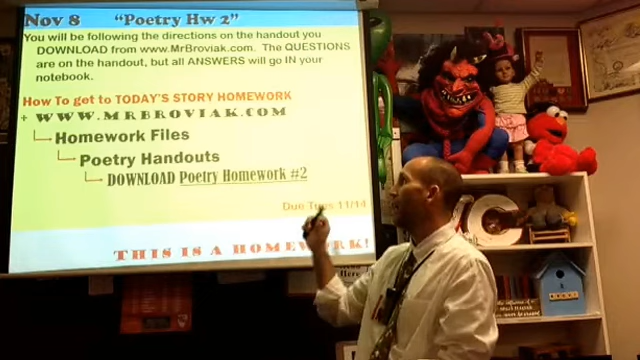 Nov 8 "Poetry Hw 2"
You will be following the directions on the handout you
DOWNLOAD from www.MrBroviak.com. The QUESTIONS
are on the handout, but all ANSWERS will go IN your
notebook.
How To get to TODAY'S STORY HOMEWORK
+ WWW.MRBROVIAK.COM
Homework Files
Poetry Handouts
DOWNLOAD Poetry Homework #2
Due Tues 11/14
THIS IS A HOMEWORK!